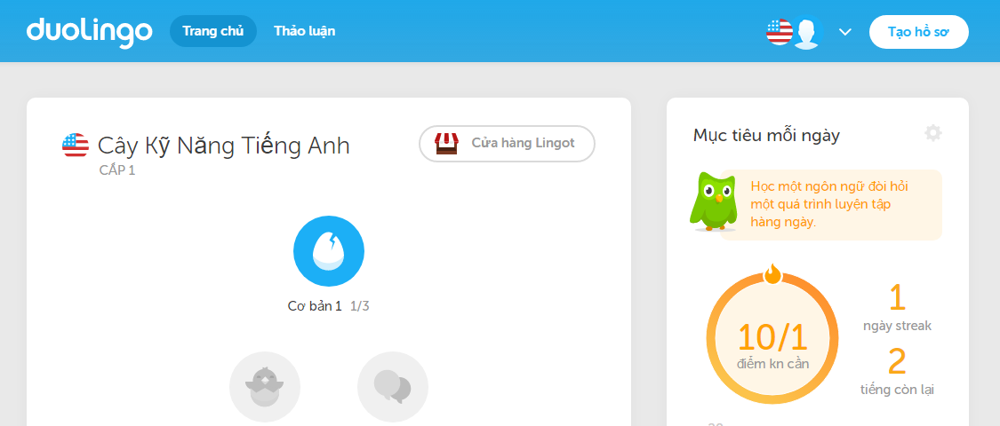 duolingo
Trang chủ
Thảo luận
Tạo hồ sơ
Cây Kỹ Năng Tiếng Anh
CẤP 1
Cửa hàng Lingot
Cơ bản 1 1/3
Mục tiêu mỗi ngày
Học một ngôn ngữ đòi hỏi
một quá trình luyện tập
hàng ngày.
10/1
điểm kn cần
1
ngày streak
2
tiếng còn lại